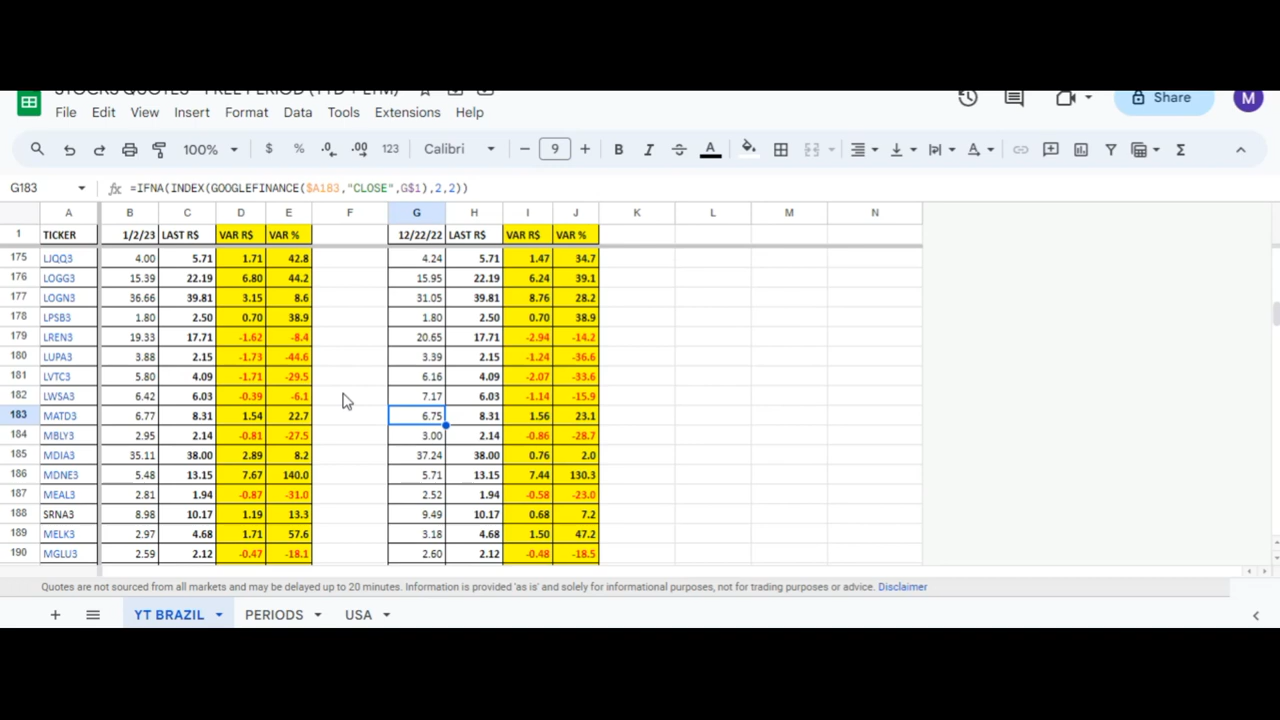 STOCKS QUOTES - FREE PERIOD (YTD + LTM)
File Edit View Insert Format Data Tools Extensions Help
Share M
100% $ % .0 .00 123 Calibri - 9 + B I A
G183 fx =IFNA(INDEX(GOOGLEFINANCE($A183,"CLOSE",G$1),2,2))
A B C D E F G H I J K L M N
1 TICKER 1/2/23 LAST R$ VAR R$ VAR % 12/22/22 LAST R$ VAR R$ VAR %
175 LJQQ3 4.00 5.71 1.71 42.8 4.24 5.71 1.47 34.7
176 LOGG3 15.39 22.19 6.80 44.2 15.95 22.19 6.24 39.1
177 LOGN3 36.66 39.81 3.15 8.6 31.05 39.81 8.76 28.2
178 LPSB3 1.80 2.50 0.70 38.9 1.80 2.50 0.70 38.9
179 LREN3 19.33 17.71 -1.62 -8.4 20.65 17.71 -2.94 -14.2
180 LUPA3 3.88 2.15 -1.73 -44.6 3.39 2.15 -1.24 -36.6
181 LVTC3 5.80 4.09 -1.71 -29.5 6.16 4.09 -2.07 -33.6
182 LWSA3 6.42 6.03 -0.39 -6.1 7.17 6.03 -1.14 -15.9
183 MATD3 6.77 8.31 1.54 22.7 6.75 8.31 1.56 23.1
184 MBLY3 2.95 2.14 -0.81 -27.5 3.00 2.14 -0.86 -28.7
185 MDIA3 35.11 38.00 2.89 8.2 37.24 38.00 0.76 2.0
186 MDNE3 5.48 13.15 7.67 140.0 5.71 13.15 7.44 130.3
187 MEAL3 2.81 1.94 -0.87 -31.0 2.52 1.94 -0.58 -23.0
188 SRNA3 8.98 10.17 1.19 13.3 9.49 10.17 0.68 7.2
189 MELK3 2.97 4.68 1.71 57.6 3.18 4.68 1.50 47.2
190 MGLU3 2.59 2.12 -0.47 -18.1 2.60 2.12 -0.48 -18.5
Quotes are not sourced from all markets and may be delayed up to 20 minutes. Information is provided 'as is' and solely for informational purposes, not for trading purposes or advice. Disclaimer
+ YT BRAZIL PERIODS USA